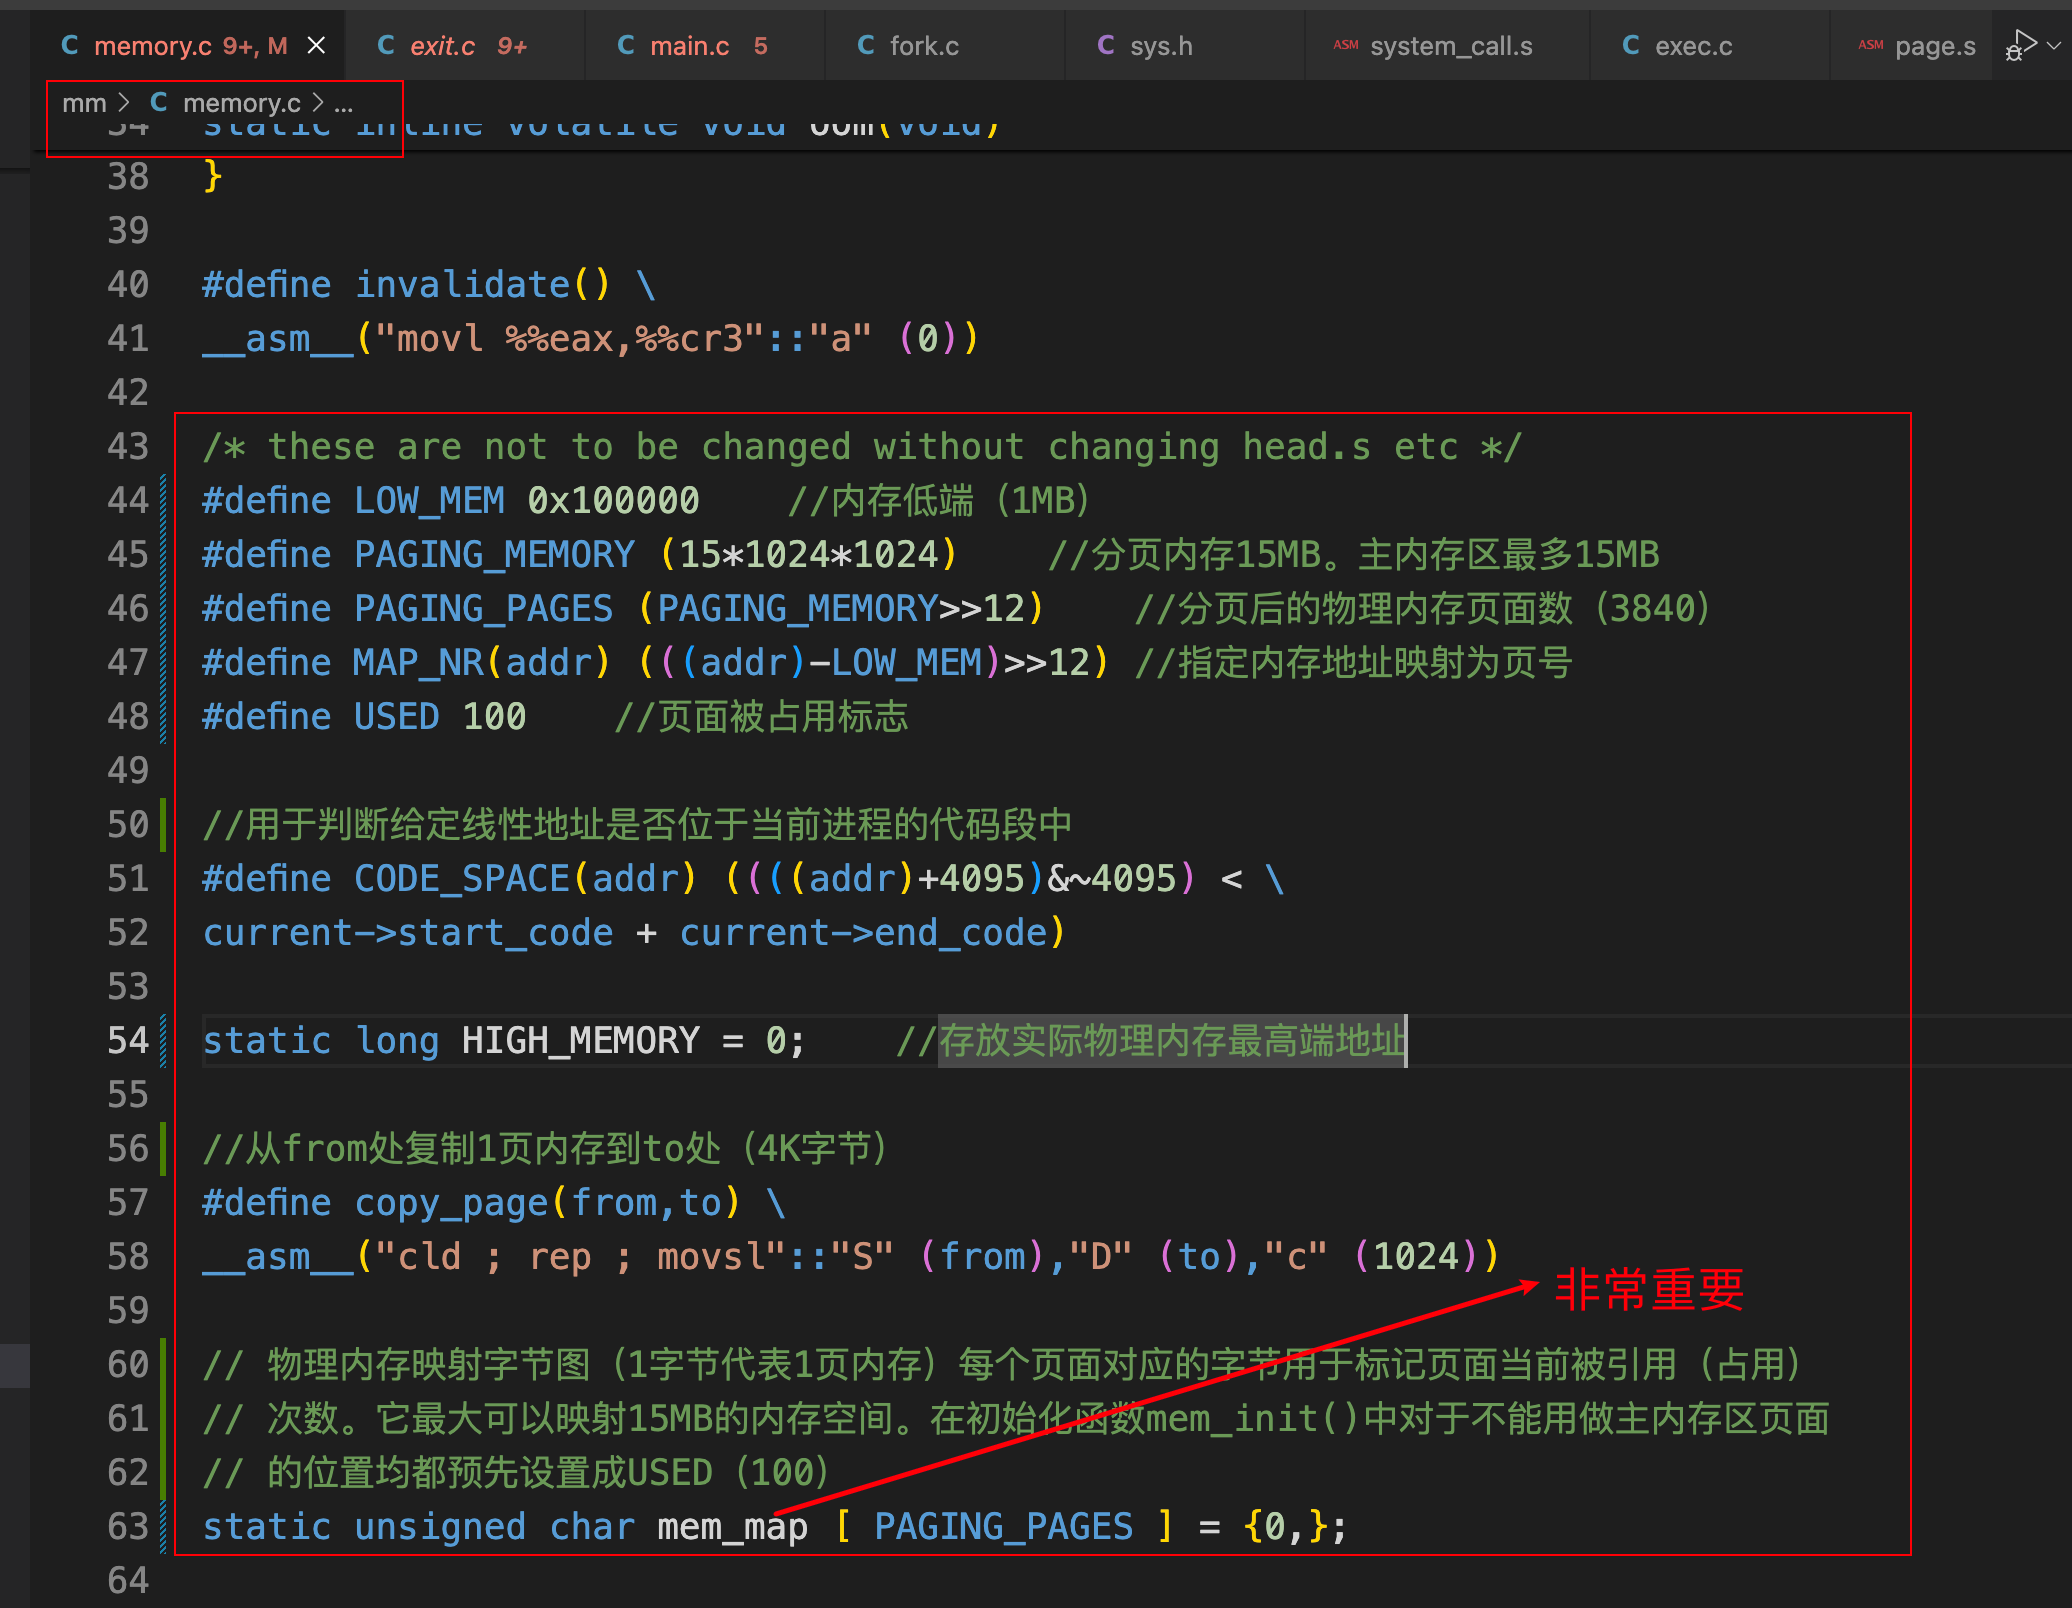 C memory.c 9+, M × C exit.c 9+ C main.c 5 C fork.c C sys.h ASM system_call.s C exec.c ASM page.s
mm > C memory.c > ...
34 static inline volatile void oom(void)
38 }
39
40 #define invalidate() \
41 __asm__("movl %%eax,%%cr3"::"a" (0))
42
43 /* these are not to be changed without changing head.s etc */
44 #define LOW_MEM 0x100000 //内存低端（1MB）
45 #define PAGING_MEMORY (15*1024*1024) //分页内存15MB。主内存区最多15MB
46 #define PAGING_PAGES (PAGING_MEMORY>>12) //分页后的物理内存页面数（3840）
47 #define MAP_NR(addr) (((addr)-LOW_MEM)>>12) //指定内存地址映射为页号
48 #define USED 100 //页面被占用标志
49
50 //用于判断给定线性地址是否位于当前进程的代码段中
51 #define CODE_SPACE(addr) ((((addr)+4095)&~4095) < \
52 current->start_code + current->end_code)
53
54 static long HIGH_MEMORY = 0; //存放实际物理内存最高端地址
55
56 //从from处复制1页内存到to处（4K字节）
57 #define copy_page(from,to) \
58 __asm__("cld ; rep ; movsl"::"S" (from),"D" (to),"c" (1024))
59
非常重要
60 // 物理内存映射字节图（1字节代表1页内存）每个页面对应的字节用于标记页面当前被引用（占用）
61 // 次数。它最大可以映射15MB的内存空间。在初始化函数mem_init()中对于不能用做主内存区页面
62 // 的位置均都预先设置成USED（100）
63 static unsigned char mem_map [ PAGING_PAGES ] = {0,};
64